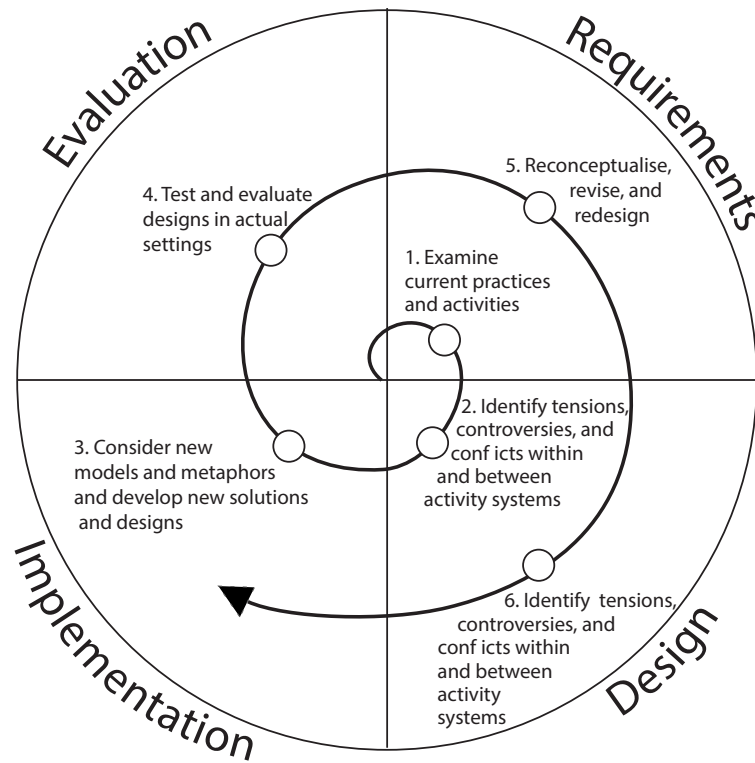 Evaluation
Requirements
4. Test and evaluate
designs in actual
settings
5. Reconceptualise,
revise, and
redesign
1. Examine
current practices
and activities
2. Identify tensions,
controversies, and
conf icts within
and between
activity systems
3. Consider new
models and metaphors
and develop new solutions
and designs
6. Identify tensions,
controversies, and
conf icts within
and between
activity
systems
Implementation
Design